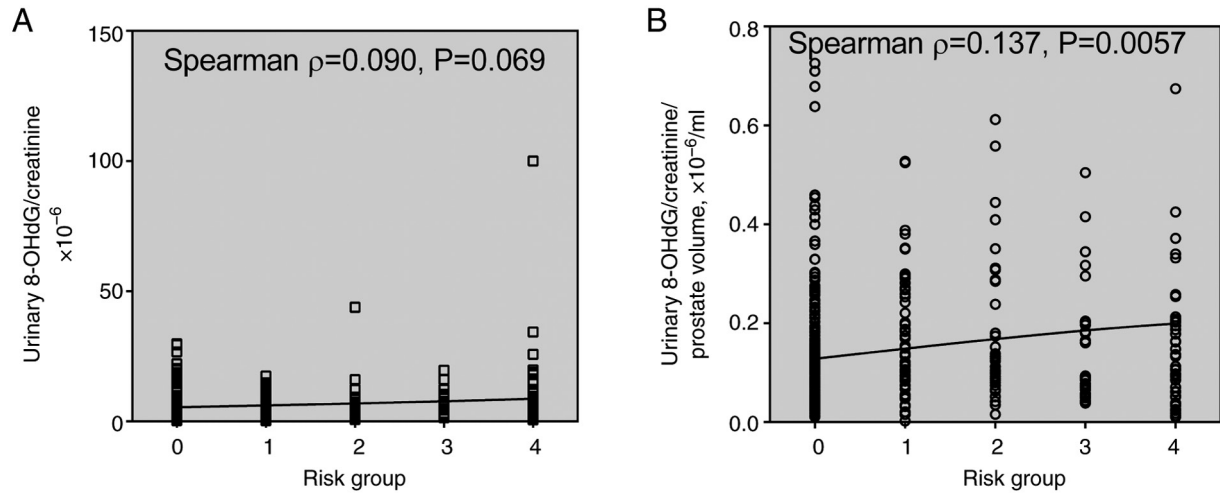 A
Spearman ρ=0.090, P=0.069
Urinary 8-OHdG/creatinine
×10⁻⁶
150
100
50
0
0 1 2 3 4
Risk group
B
Spearman ρ=0.137, P=0.0057
Urinary 8-OHdG/creatinine/
prostate volume, ×10⁻⁶/ml
0.8
0.6
0.4
0.2
0.0
0 1 2 3 4
Risk group